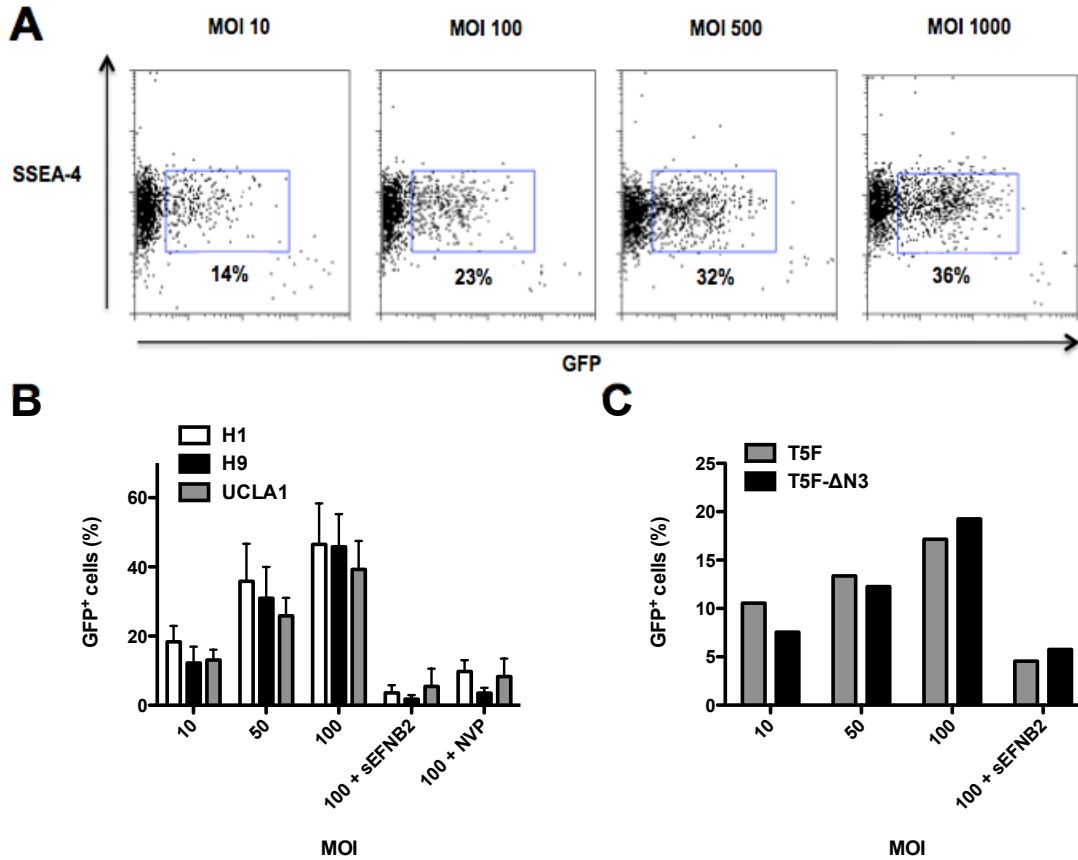 A
MOI 10
MOI 100
MOI 500
MOI 1000
SSEA-4
14%
23%
32%
36%
GFP
B
H1
H9
UCLA1
GFP⁺ cells (%)
60
40
20
0
10
50
100
100 + sEFNB2
100 + NVP
MOI
C
T5F
T5F-ΔN3
GFP⁺ cells (%)
25
20
15
10
5
0
10
50
100
100 + sEFNB2
MOI